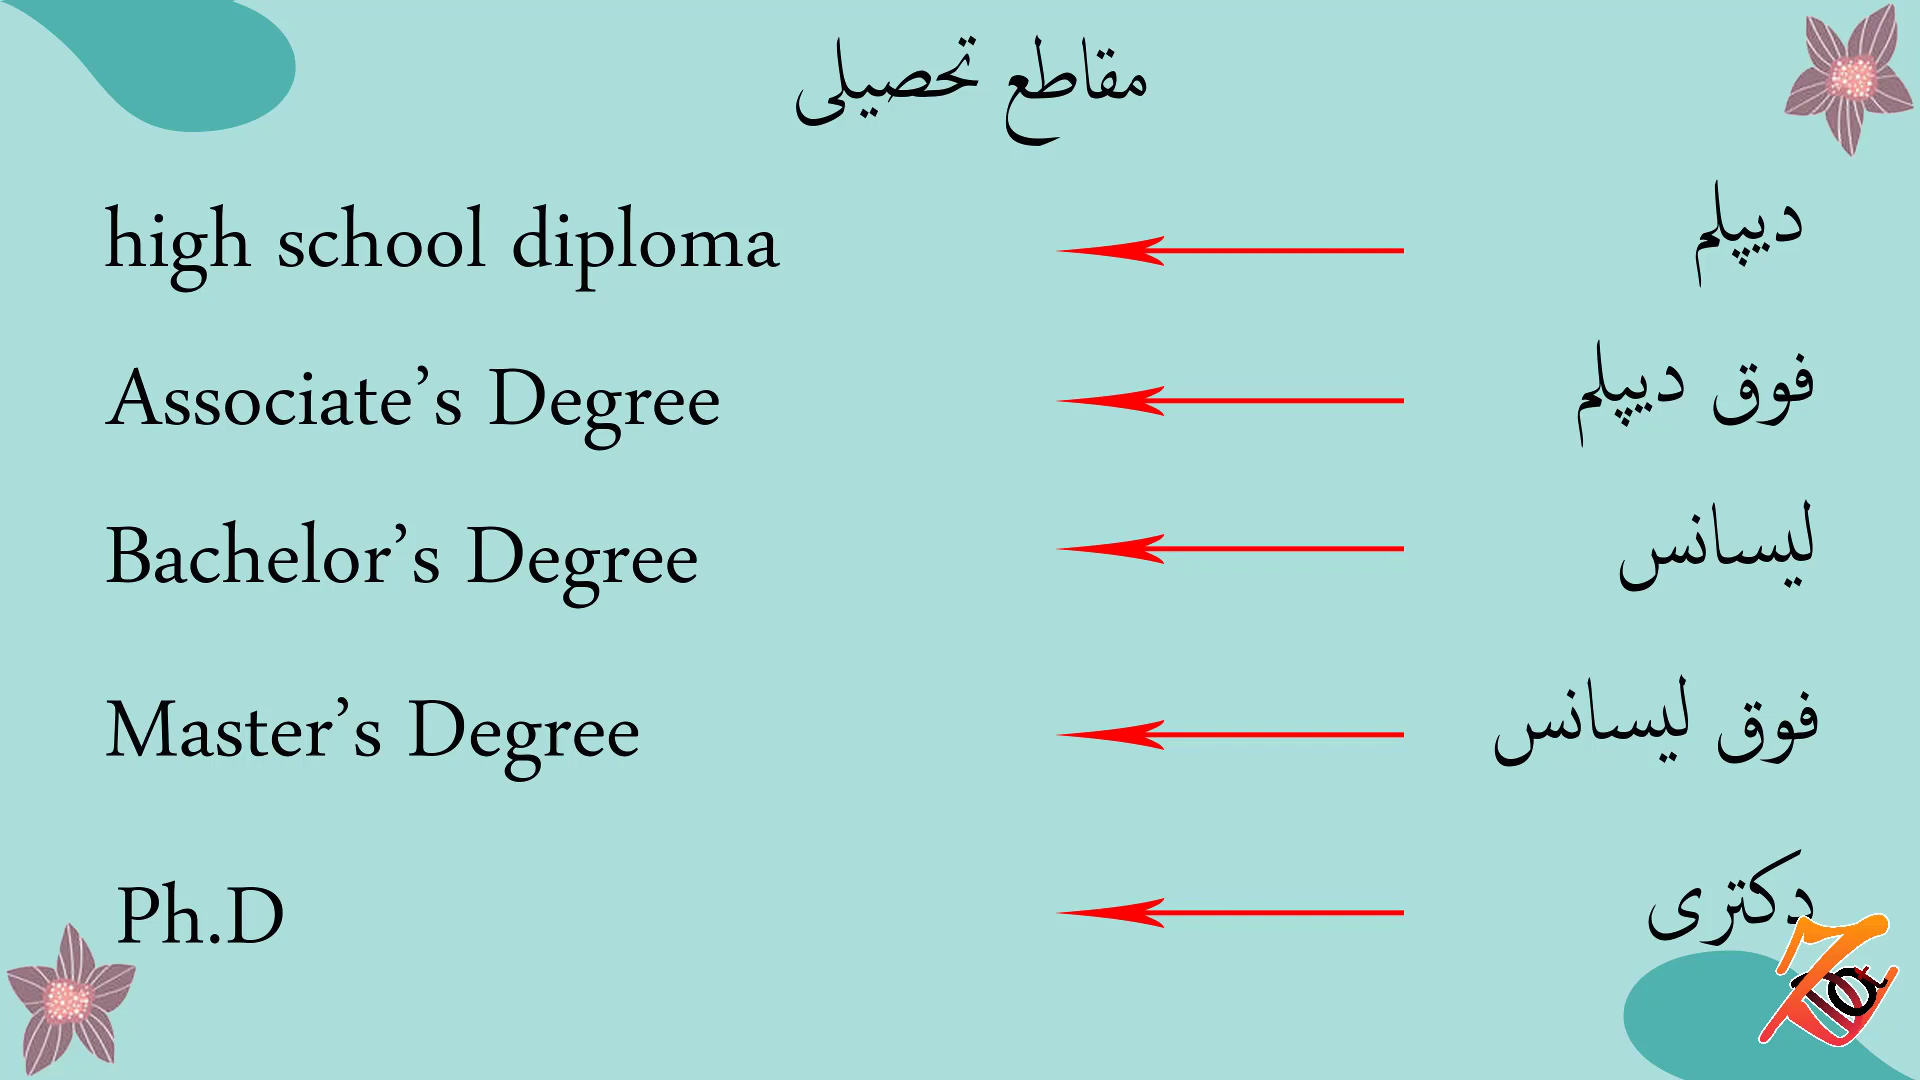 مقاطع تحصیلی
دیپلم high school diploma
فوق دیپلم Associate’s Degree
لیسانس Bachelor’s Degree
فوق لیسانس Master’s Degree
دکتری Ph.D